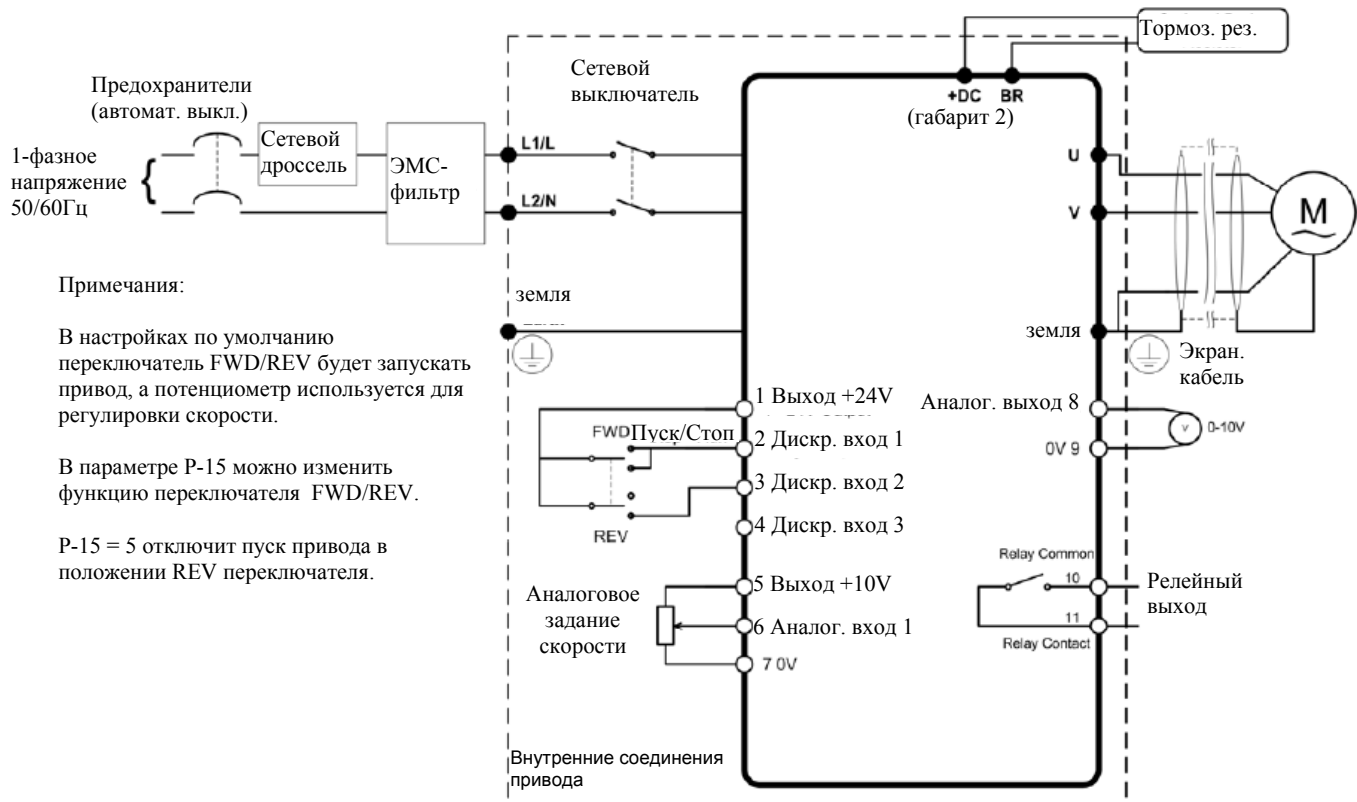 Тормоз. рез.
Предохранители
(автомат. выкл.)
Сетевой
выключатель
+DC BR
(габарит 2)
1-фазное
напряжение
50/60Гц
Сетевой
дроссель
ЭМС-
фильтр
L1/L
L2/N
U
V
M
Примечания:
В настройках по умолчанию
переключатель FWD/REV будет запускать
привод, а потенциометр используется для
регулировки скорости.
В параметре P-15 можно изменить
функцию переключателя FWD/REV.
P-15 = 5 отключит пуск привода в
положении REV переключателя.
земля
земля
Экран.
кабель
1 Выход +24V
FWD Пуск/Стоп
2 Дискр. вход 1
3 Дискр. вход 2
4 Дискр. вход 3
REV
Аналог. выход 8
V
0-10V
0V 9
Аналоговое
задание
скорости
5 Выход +10V
6 Аналог. вход 1
7 0V
Relay Common
10
11
Relay Contact
Релейный
выход
Внутренние соединения
привода